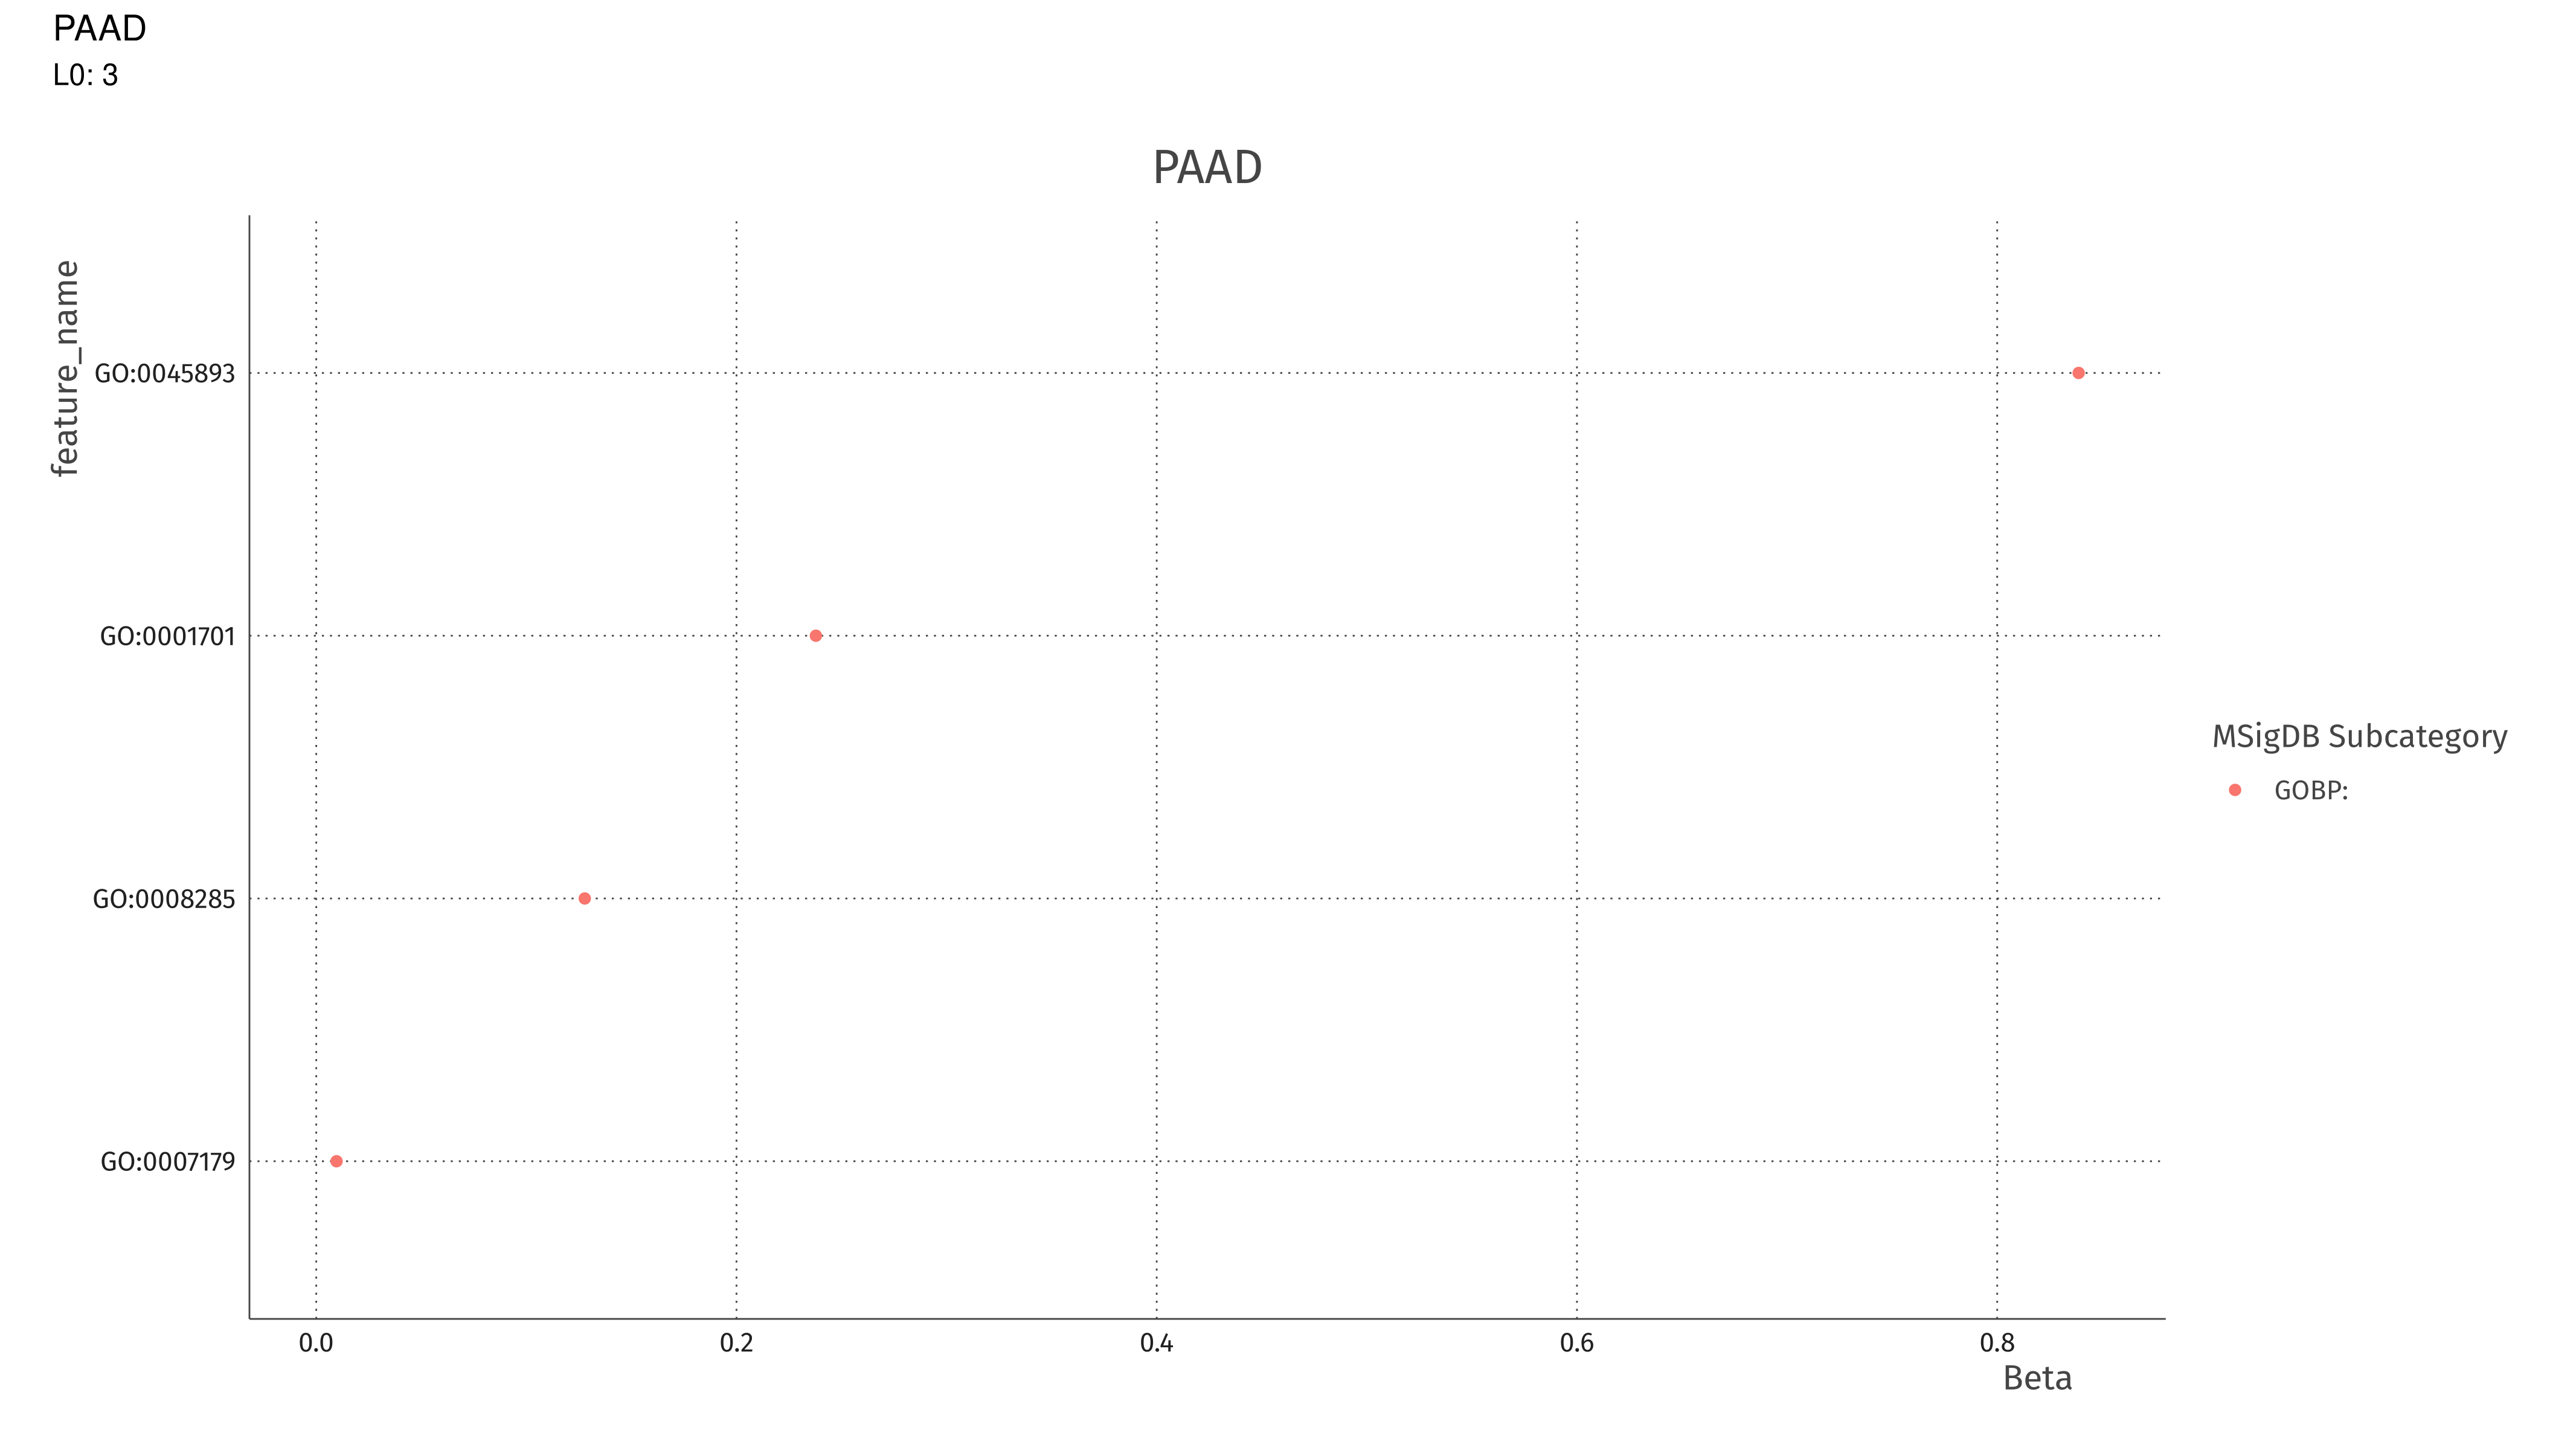 PAAD
L0: 3
PAAD
feature_name
GO:0045893
GO:0001701
GO:0008285
GO:0007179
0.0
0.2
0.4
0.6
0.8
Beta
MSigDB Subcategory
GOBP: